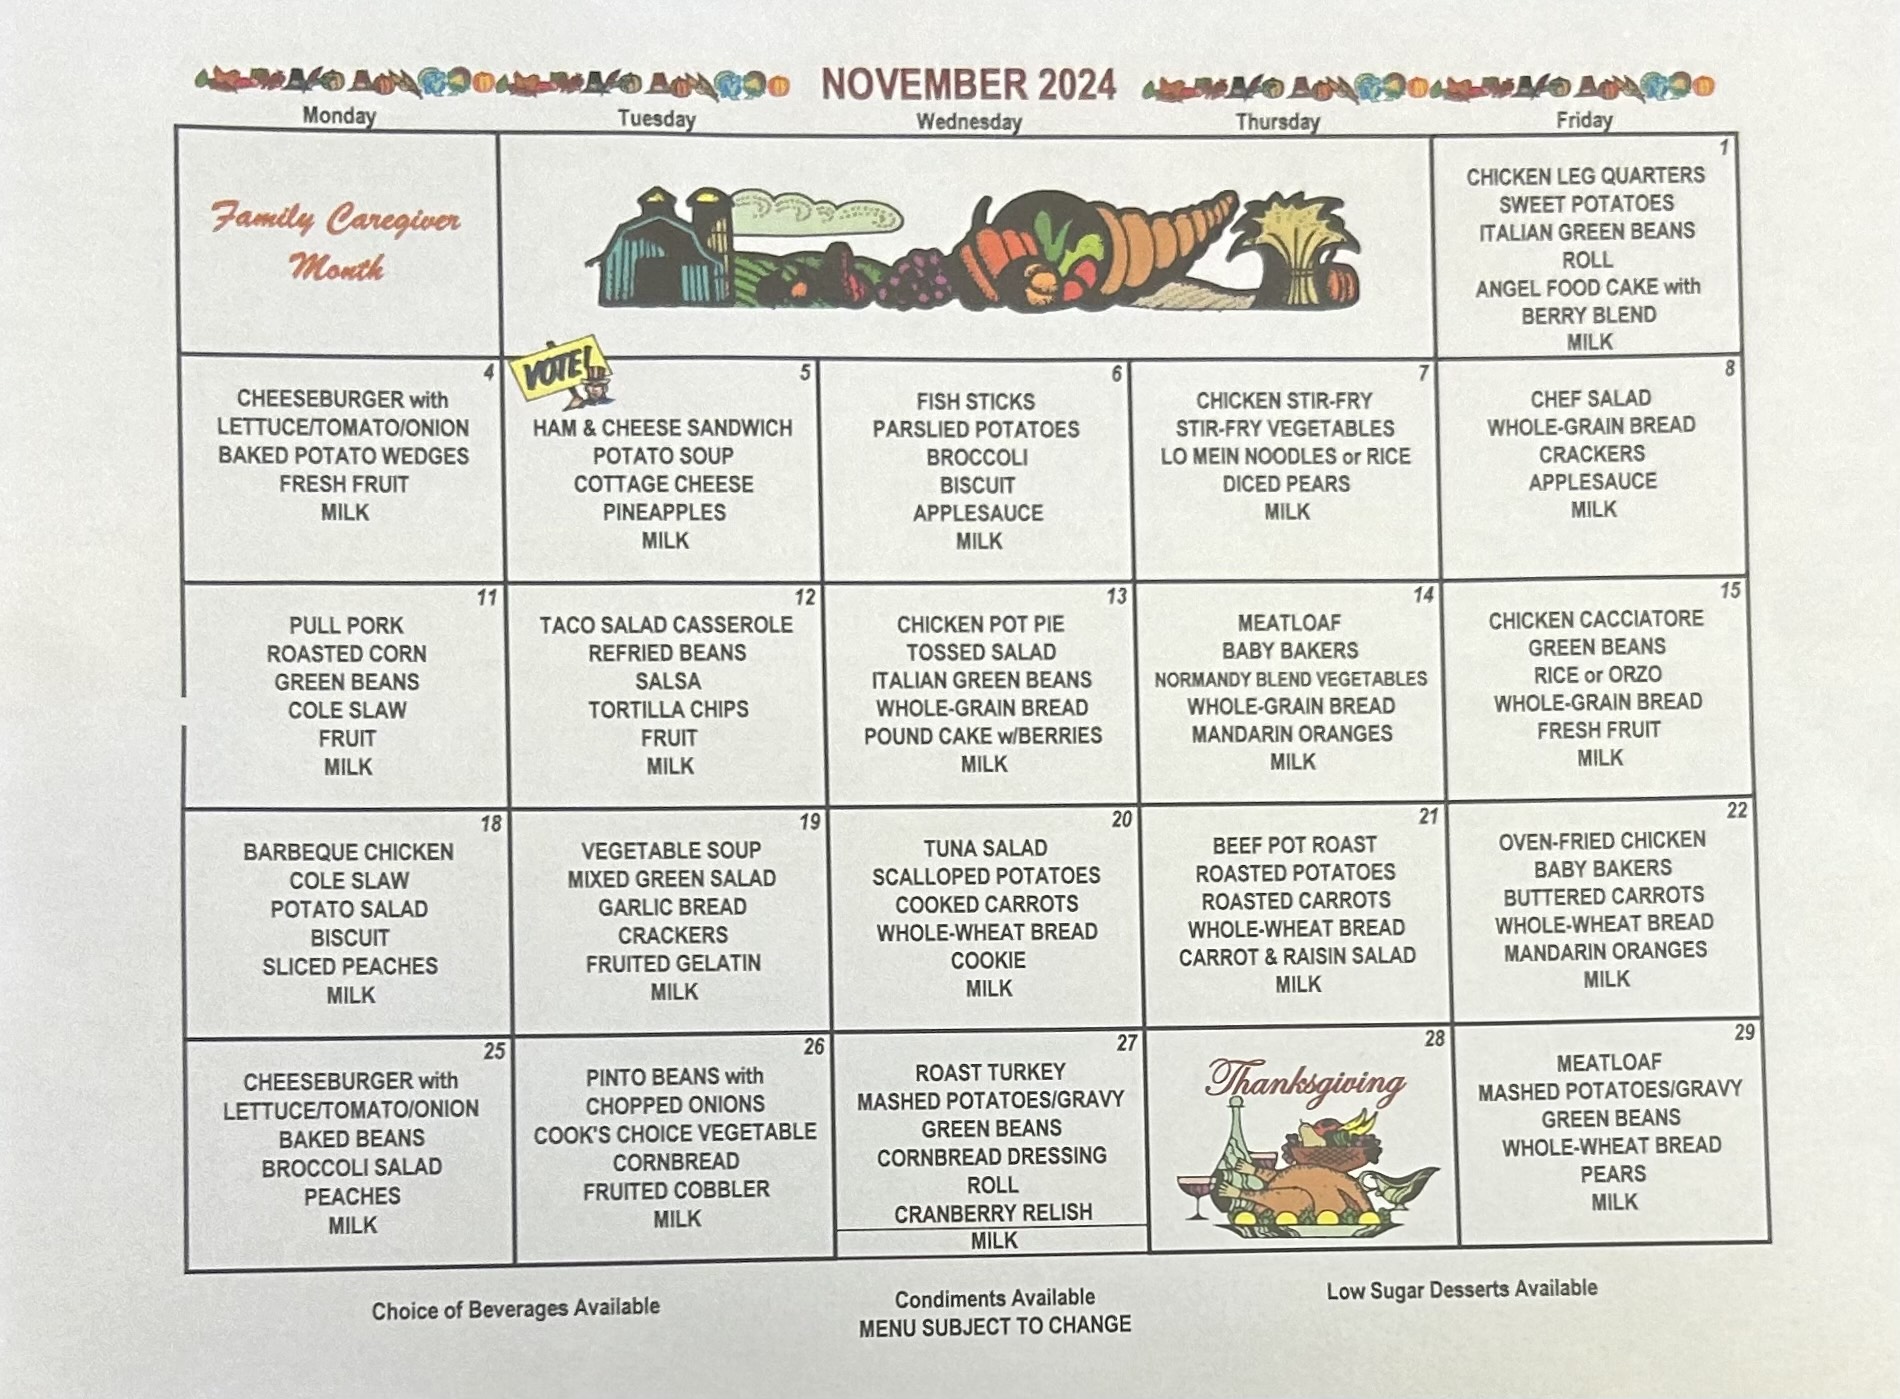 NOVEMBER 2024
Monday
Tuesday
Wednesday
Thursday
Friday
Family Caregiver
Month
1
CHICKEN LEG QUARTERS
SWEET POTATOES
ITALIAN GREEN BEANS
ROLL
ANGEL FOOD CAKE with
BERRY BLEND
MILK
4
CHEESEBURGER with
LETTUCE/TOMATO/ONION
BAKED POTATO WEDGES
FRESH FRUIT
MILK
VOTE!
5
HAM & CHEESE SANDWICH
POTATO SOUP
COTTAGE CHEESE
PINEAPPLES
MILK
6
FISH STICKS
PARSLIED POTATOES
BROCCOLI
BISCUIT
APPLESAUCE
MILK
7
CHICKEN STIR-FRY
STIR-FRY VEGETABLES
LO MEIN NOODLES or RICE
DICED PEARS
MILK
8
CHEF SALAD
WHOLE-GRAIN BREAD
CRACKERS
APPLESAUCE
MILK
11
PULL PORK
ROASTED CORN
GREEN BEANS
COLE SLAW
FRUIT
MILK
12
TACO SALAD CASSEROLE
REFRIED BEANS
SALSA
TORTILLA CHIPS
FRUIT
MILK
13
CHICKEN POT PIE
TOSSED SALAD
ITALIAN GREEN BEANS
WHOLE-GRAIN BREAD
POUND CAKE w/BERRIES
MILK
14
MEATLOAF
BABY BAKERS
NORMANDY BLEND VEGETABLES
WHOLE-GRAIN BREAD
MANDARIN ORANGES
MILK
15
CHICKEN CACCIATORE
GREEN BEANS
RICE or ORZO
WHOLE-GRAIN BREAD
FRESH FRUIT
MILK
18
BARBEQUE CHICKEN
COLE SLAW
POTATO SALAD
BISCUIT
SLICED PEACHES
MILK
19
VEGETABLE SOUP
MIXED GREEN SALAD
GARLIC BREAD
CRACKERS
FRUITED GELATIN
MILK
20
TUNA SALAD
SCALLOPED POTATOES
COOKED CARROTS
WHOLE-WHEAT BREAD
COOKIE
MILK
21
BEEF POT ROAST
ROASTED POTATOES
ROASTED CARROTS
WHOLE-WHEAT BREAD
CARROT & RAISIN SALAD
MILK
22
OVEN-FRIED CHICKEN
BABY BAKERS
BUTTERED CARROTS
WHOLE-WHEAT BREAD
MANDARIN ORANGES
MILK
25
CHEESEBURGER with
LETTUCE/TOMATO/ONION
BAKED BEANS
BROCCOLI SALAD
PEACHES
MILK
26
PINTO BEANS with
CHOPPED ONIONS
COOK'S CHOICE VEGETABLE
CORNBREAD
FRUITED COBBLER
MILK
27
ROAST TURKEY
MASHED POTATOES/GRAVY
GREEN BEANS
CORNBREAD DRESSING
ROLL
CRANBERRY RELISH
MILK
28
Thanksgiving
29
MEATLOAF
MASHED POTATOES/GRAVY
GREEN BEANS
WHOLE-WHEAT BREAD
PEARS
MILK
Choice of Beverages Available
Condiments Available
MENU SUBJECT TO CHANGE
Low Sugar Desserts Available